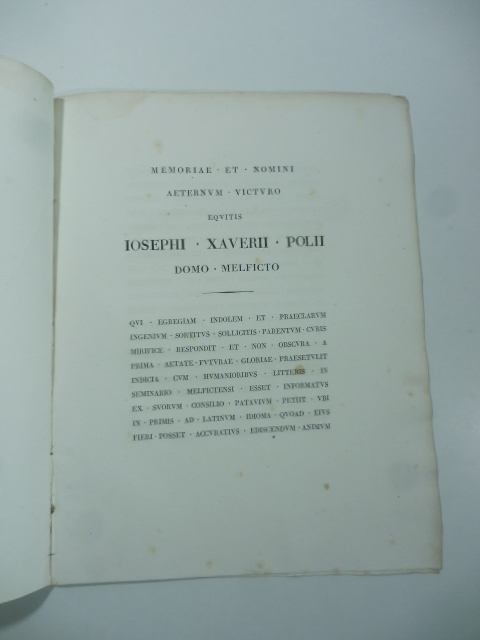 MEMORIAE · ET · NOMINI
AETERNVM · VICTVRO
EQVITIS
IOSEPHI · XAVERII · POLII
DOMO · MELFICTO
QVI · EGREGIAM · INDOLEM · ET · PRAECLARVM
INGENIVM · SORTITVS · SOLLICITIS · PARENTVM · CVRIS
MIRIFICE · RESPONDIT · ET · NON · OBSCVRA · A
PRIMA · AETATE · FVTVRAE · GLORIAE · PRAESETVLIT
INDICIA · CVM · HVMANIORIBVS · LITTERIS · IN
SEMINARIO · MELFICTENSI · ESSET · INFORMATVS
EX · SVORVM · CONSILIO · PATAVIVM · PETIIT · VBI
IN · PRIMIS · AD · LATINVM · IDIOMA · QVOAD · EIVS
FIERI · POSSET · ACCVRATIVS · EDISCENDVM · ANIMVM